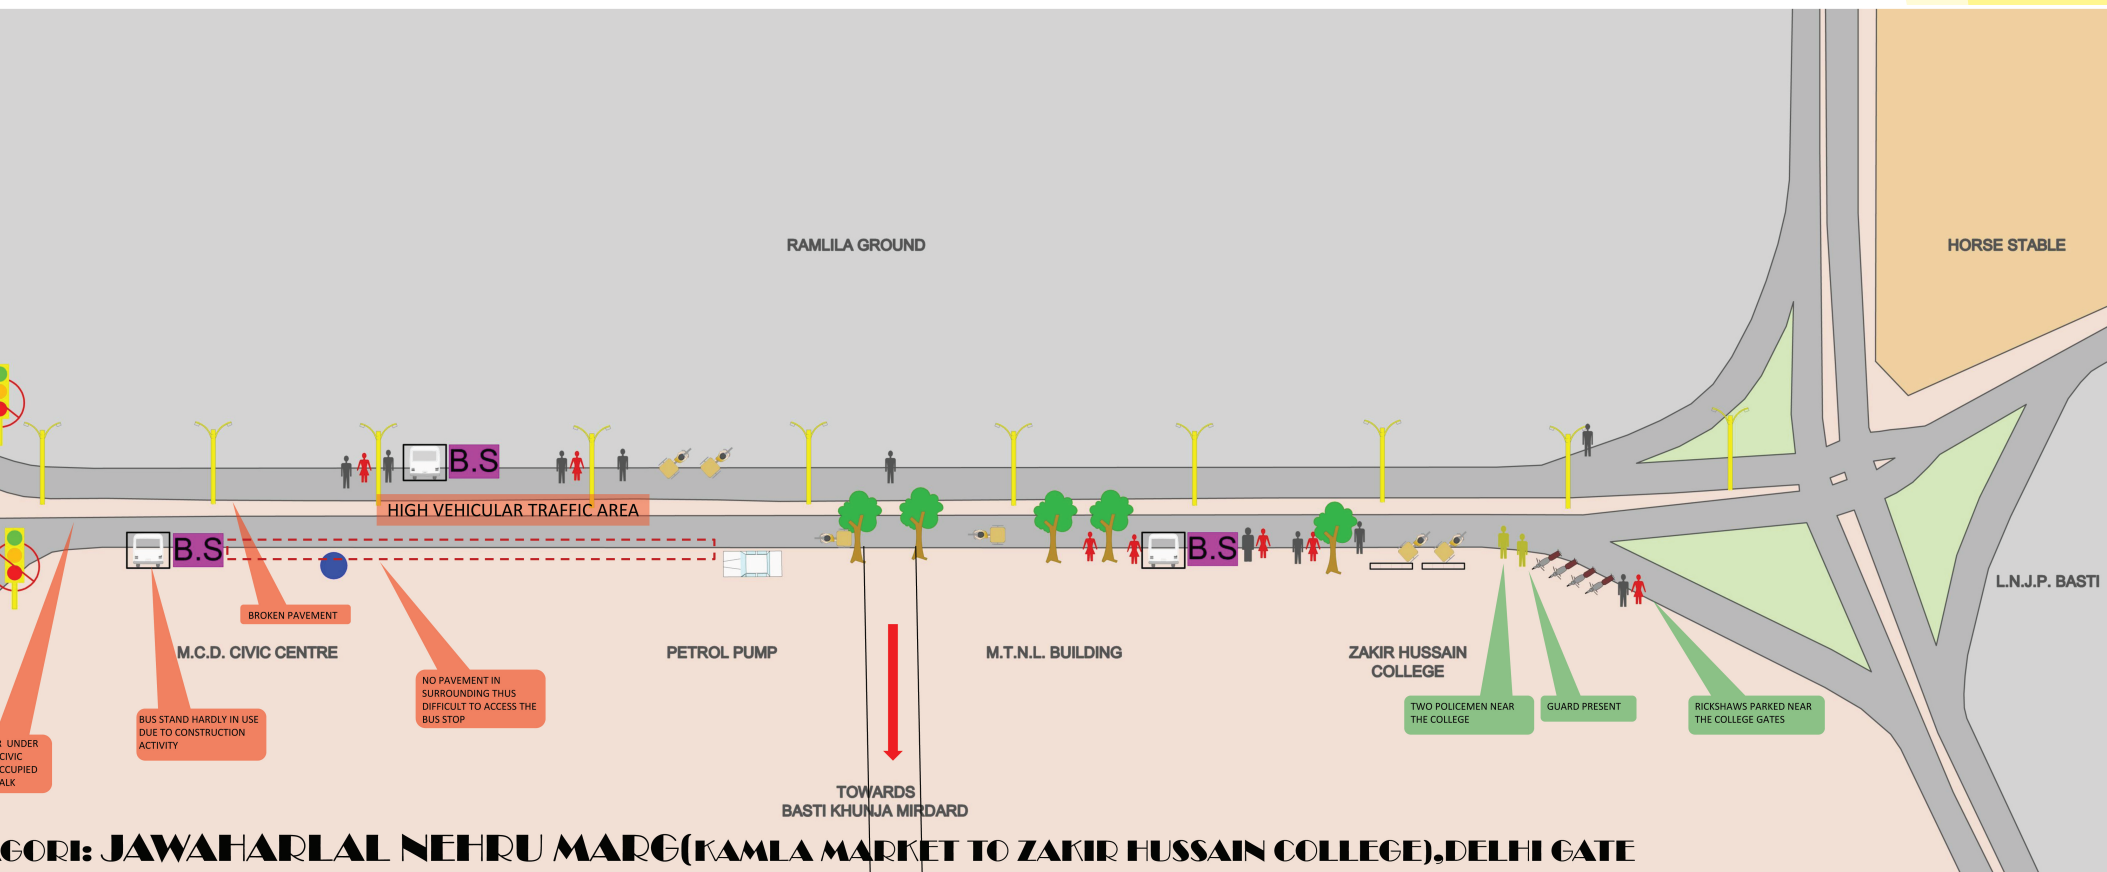 RAMLILA GROUND
HORSE STABLE
B.S
HIGH VEHICULAR TRAFFIC AREA
B.S
B.S
L.N.J.P. BASTI
BROKEN PAVEMENT
M.C.D. CIVIC CENTRE
PETROL PUMP
M.T.N.L. BUILDING
ZAKIR HUSSAIN
COLLEGE
NO PAVEMENT IN
SURROUNDING THUS
DIFFICULT TO ACCESS THE
BUS STOP
BUS STAND HARDLY IN USE
DUE TO CONSTRUCTION
ACTIVITY
TWO POLICEMEN NEAR
THE COLLEGE
GUARD PRESENT
RICKSHAWS PARKED NEAR
THE COLLEGE GATES
UNDER
CIVIC
CCUPIED
ALK
TOWARDS
BASTI KHUNJA MIRDARD
GORI: JAWAHARLAL NEHRU MARG(KAMLA MARKET TO ZAKIR HUSSAIN COLLEGE),DELHI GATE